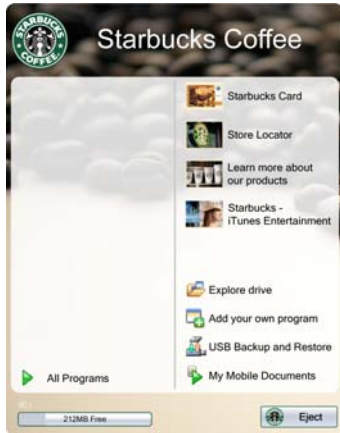 STARBUCKS
COFFEE
Starbucks Coffee
Starbucks Card
Store Locator
Learn more about
our products
Starbucks -
iTunes Entertainment
Explore drive
Add your own program
USB Backup and Restore
My Mobile Documents
All Programs
212MB Free
Eject